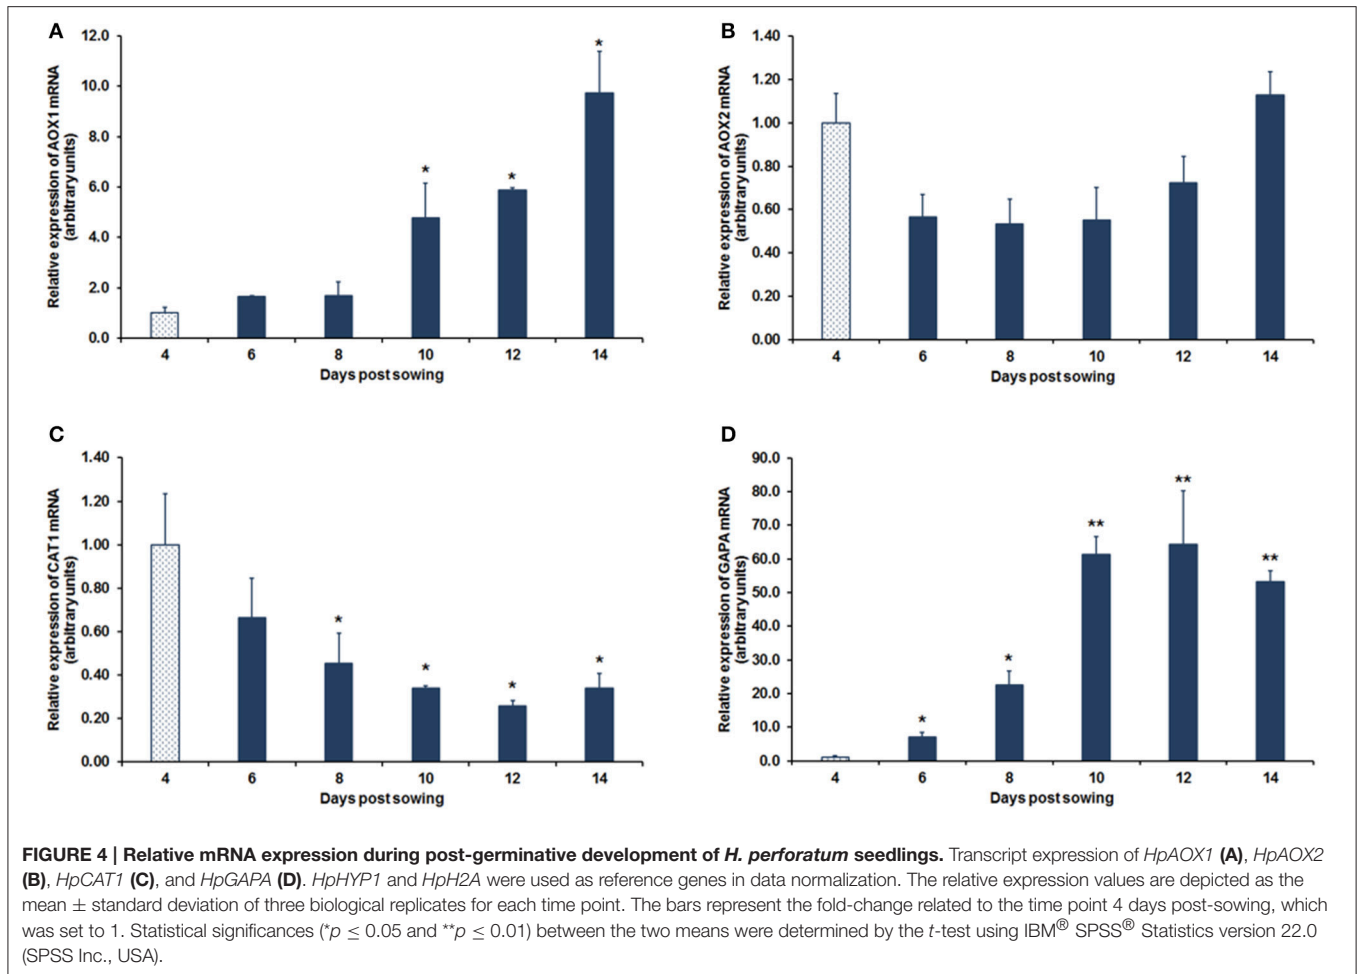 A
12.0
10.0
8.0
6.0
4.0
2.0
0.0
Relative expression of AOX1 mRNA
(arbitrary units)
*
*
*
4 6 8 10 12 14
Days post sowing
B
1.40
1.20
1.00
0.80
0.60
0.40
0.20
0.00
Relative expression of AOX2 mRNA
(arbitrary units)
4 6 8 10 12 14
Days post sowing
C
1.40
1.20
1.00
0.80
0.60
0.40
0.20
0.00
Relative expression of CAT1 mRNA
(arbitrary units)
*
*
*
*
4 6 8 10 12 14
Days post sowing
D
90.0
80.0
70.0
60.0
50.0
40.0
30.0
20.0
10.0
0.0
Relative expression of GAPA mRNA
(arbitrary units)
*
*
**
**
**
4 6 8 10 12 14
Days post sowing
FIGURE 4 | Relative mRNA expression during post-germinative development of H. perforatum seedlings. Transcript expression of HpAOX1 (A), HpAOX2
(B), HpCAT1 (C), and HpGAPA (D). HpHYP1 and HpH2A were used as reference genes in data normalization. The relative expression values are depicted as the
mean ± standard deviation of three biological replicates for each time point. The bars represent the fold-change related to the time point 4 days post-sowing, which
was set to 1. Statistical significances (*p ≤ 0.05 and **p ≤ 0.01) between the two means were determined by the t-test using IBM® SPSS® Statistics version 22.0
(SPSS Inc., USA).